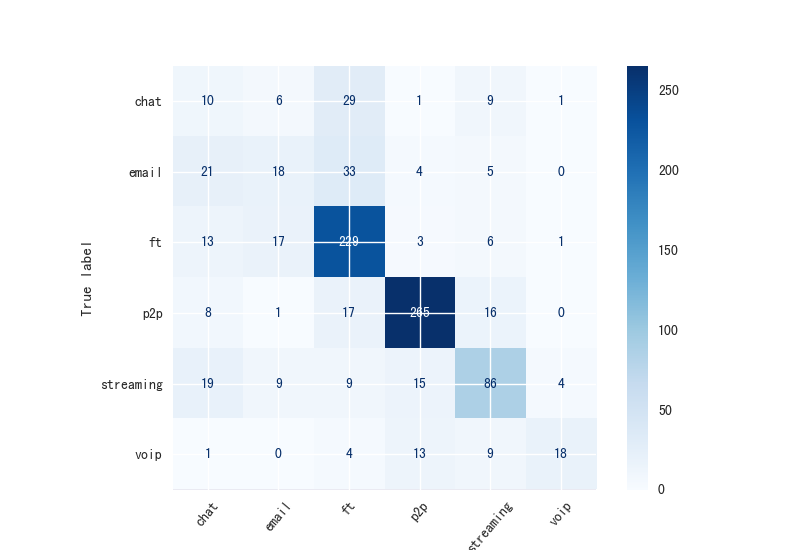 chat 10 6 29 1 9 1
250
email 21 18 33 4 5 0
200
ft 13 17 229 3 6 1
150
True label
p2p 8 1 17 265 16 0
100
streaming 19 9 9 15 86 4
50
voip 1 0 4 13 9 18
0
chat email ft p2p streaming voip